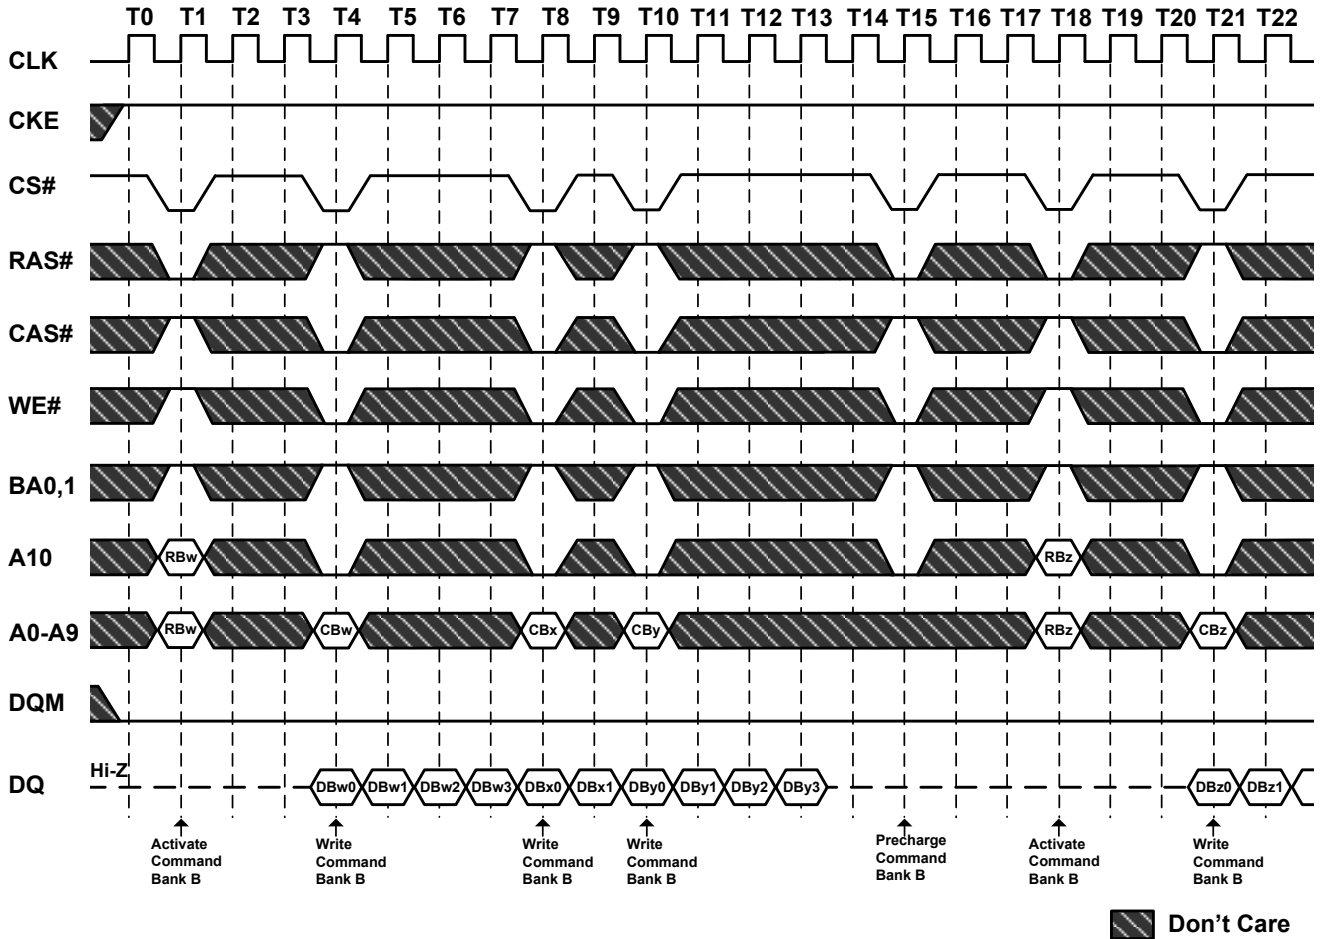 T0 T1 T2 T3 T4 T5 T6 T7 T8 T9 T10 T11 T12 T13 T14 T15 T16 T17 T18 T19 T20 T21 T22
CLK
CKE
CS#
RAS#
CAS#
WE#
BA0,1
A10 RBw RBz
A0-A9 RBw CBw CBx CBy RBz CBz
DQM
DQ Hi-Z DBw0 DBw1 DBw2 DBw3 DBx0 DBx1 DBy0 DBy1 DBy2 DBy3 DBz0 DBz1
Activate
Command
Bank B
Write
Command
Bank B
Write
Command
Bank B
Write
Command
Bank B
Precharge
Command
Bank B
Activate
Command
Bank B
Write
Command
Bank B
Don't Care